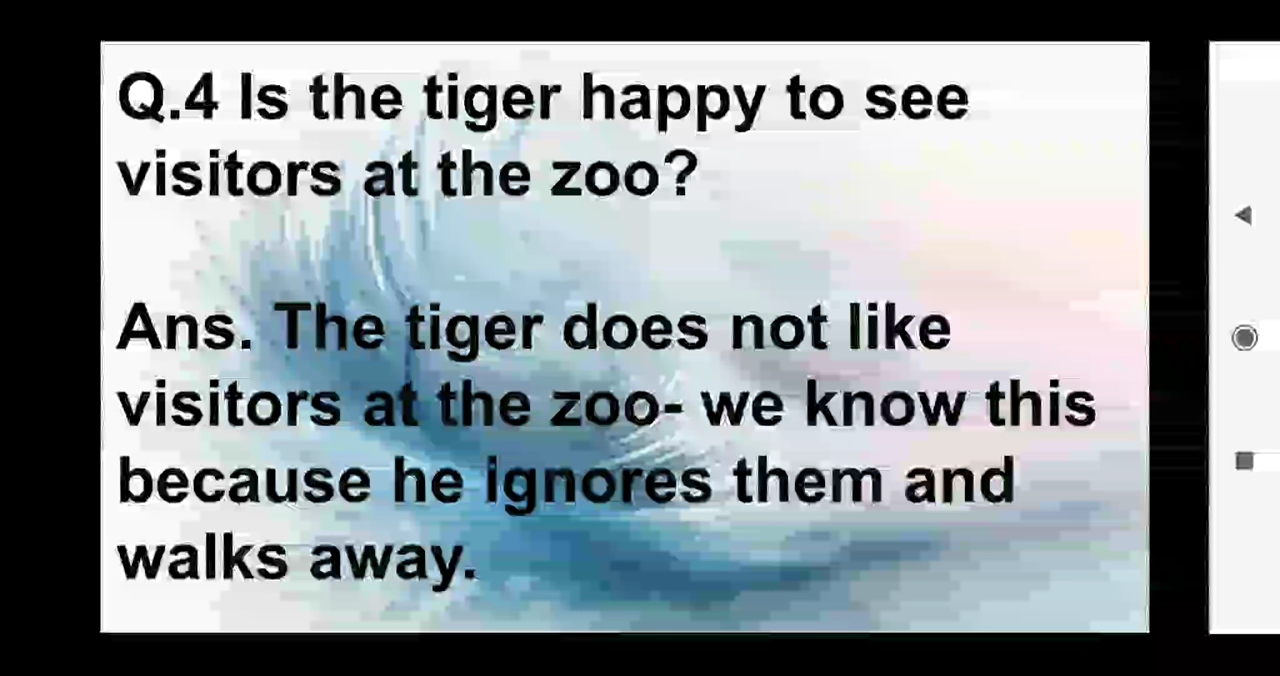 Q.4 Is the tiger happy to see
visitors at the zoo?
Ans. The tiger does not like
visitors at the zoo- we know this
because he ignores them and
walks away.